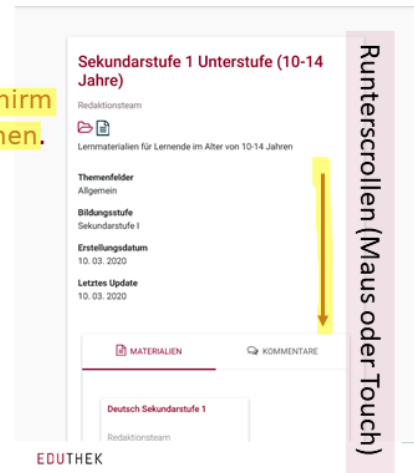 Sekundarstufe 1 Unterstufe (10-14
Jahre)
Redaktionsteam
Lernmaterialien für Lernende im Alter von 10-14 Jahren
Themenfelder
Allgemein
Bildungsstufe
Sekundarstufe I
Erstellungsdatum
10. 03. 2020
Letztes Update
10. 03. 2020
MATERIALIEN
KOMMENTARE
Deutsch Sekundarstufe 1
Redaktionsteam
EDUTHEK
Runterscrollen (Maus oder Touch)